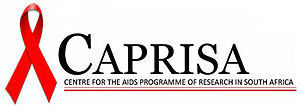 CAPRISA
CENTRE FOR THE AIDS PROGRAMME OF RESEARCH IN SOUTH AFRICA